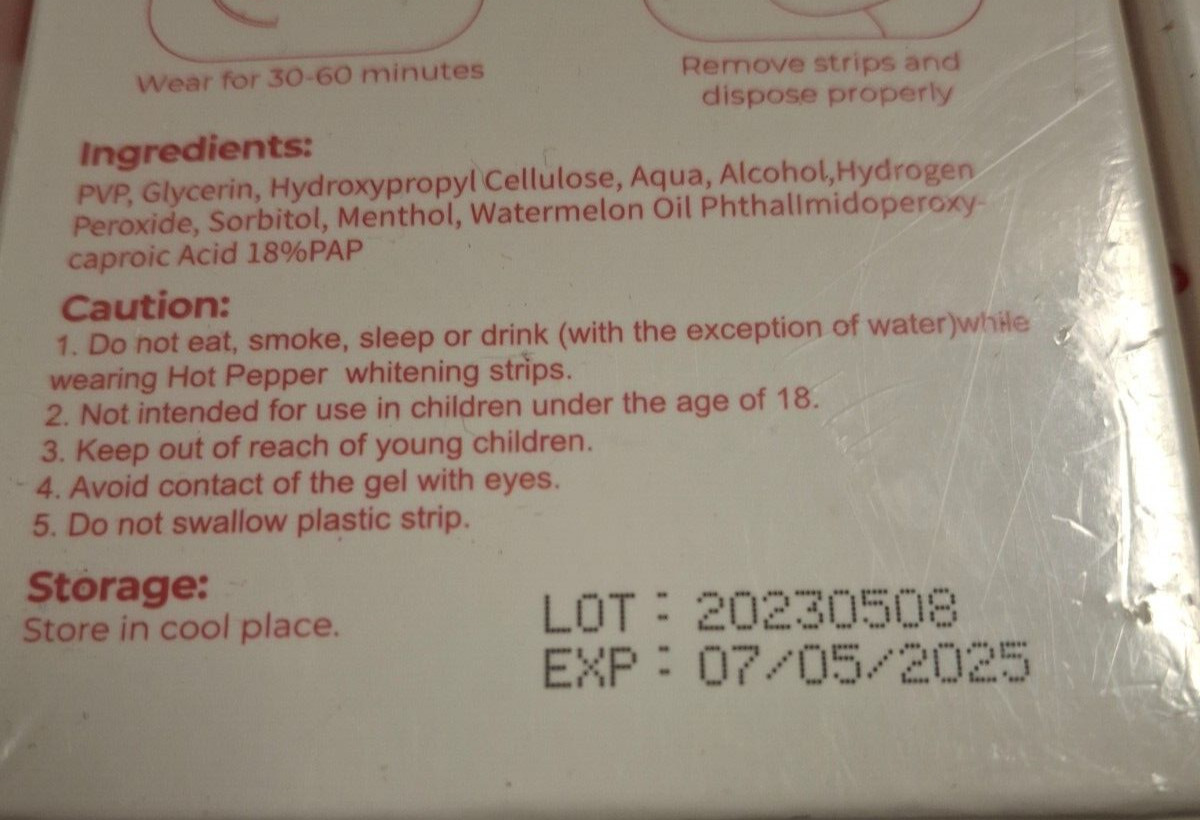 Wear for 30-60 minutes
Remove strips and
dispose properly
Ingredients:
PVP, Glycerin, Hydroxypropyl Cellulose, Aqua, Alcohol,Hydrogen
Peroxide, Sorbitol, Menthol, Watermelon Oil PhthalImidoperoxy-
caproic Acid 18%PAP
Caution:
1. Do not eat, smoke, sleep or drink (with the exception of water)while
wearing Hot Pepper whitening strips.
2. Not intended for use in children under the age of 18.
3. Keep out of reach of young children.
4. Avoid contact of the gel with eyes.
5. Do not swallow plastic strip.
Storage:
Store in cool place.
LOT : 20230508
EXP : 07/05/2025